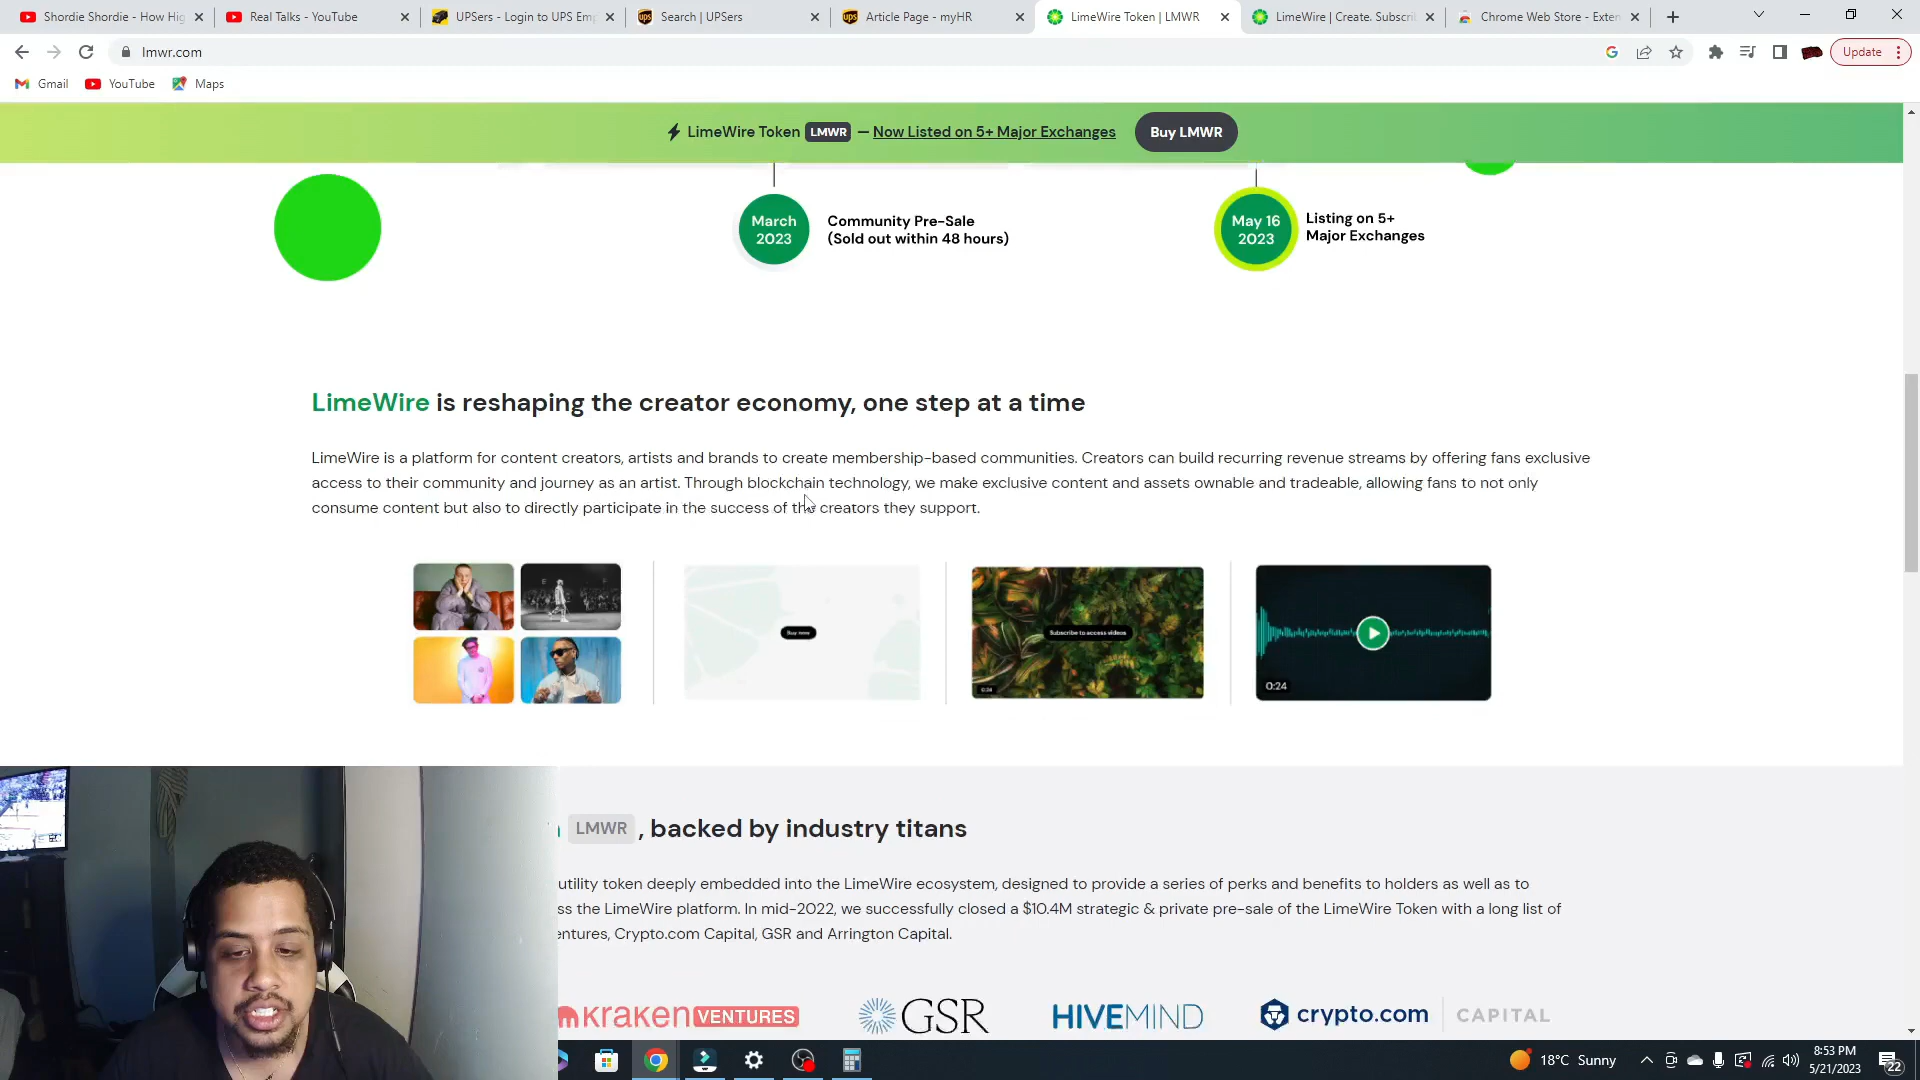 Shordie Shordie - How Hig
Real Talks - YouTube
UPSers - Login to UPS Emp
Search | UPSers
Article Page - myHR
LimeWire Token | LMWR
LimeWire | Create. Subscri
Chrome Web Store - Exten
lmwr.com
Update
Gmail
YouTube
Maps
LimeWire Token LMWR — Now Listed on 5+ Major Exchanges
Buy LMWR
March
2023
Community Pre-Sale
(Sold out within 48 hours)
May 16
2023
Listing on 5+
Major Exchanges
LimeWire is reshaping the creator economy, one step at a time
LimeWire is a platform for content creators, artists and brands to create membership-based communities. Creators can build recurring revenue streams by offering fans exclusive
access to their community and journey as an artist. Through blockchain technology, we make exclusive content and assets ownable and tradeable, allowing fans to not only
consume content but also to directly participate in the success of the creators they support.
Buy now
Subscribe to access videos
0:24
0:24
LMWR , backed by industry titans
utility token deeply embedded into the LimeWire ecosystem, designed to provide a series of perks and benefits to holders as well as to
ss the LimeWire platform. In mid-2022, we successfully closed a $10.4M strategic & private pre-sale of the LimeWire Token with a long list of
entures, Crypto.com Capital, GSR and Arrington Capital.
kraken VENTURES
GSR
HIVEMIND
crypto.com CAPITAL
18°C Sunny
8:53 PM
5/21/2023
22